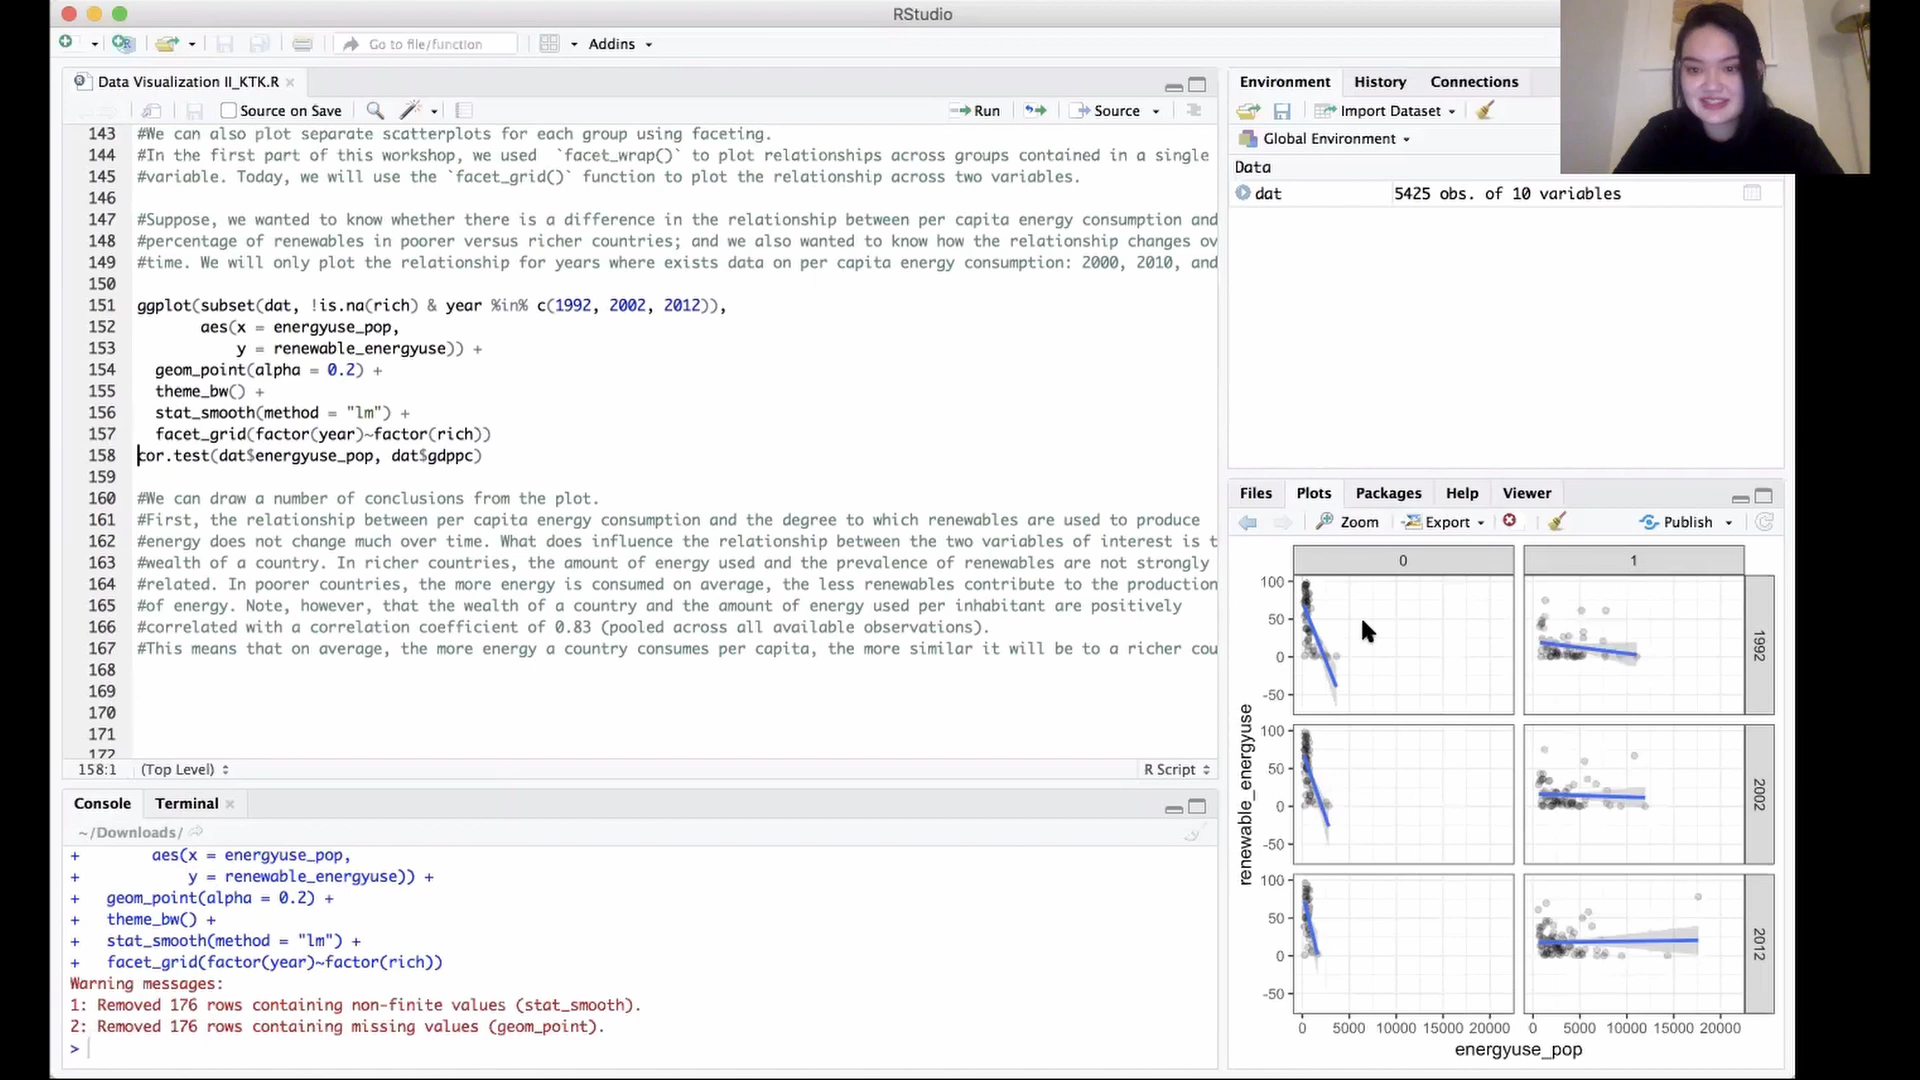 RStudio
Go to file/function
Addins
Data Visualization II_KTK.R
Source on Save
Run
Source
143 #We can also plot separate scatterplots for each group using faceting.
144 #In the first part of this workshop, we used  `facet_wrap()` to plot relationships across groups contained in a single
145 #variable. Today, we will use the `facet_grid()` function to plot the relationship across two variables.
146
147 #Suppose, we wanted to know whether there is a difference in the relationship between per capita energy consumption and
148 #percentage of renewables in poorer versus richer countries; and we also wanted to know how the relationship changes ov
149 #time. We will only plot the relationship for years where exists data on per capita energy consumption: 2000, 2010, and
150
151 ggplot(subset(dat, !is.na(rich) & year %in% c(1992, 2002, 2012)),
152 aes(x = energyuse_pop,
153 y = renewable_energyuse)) +
154 geom_point(alpha = 0.2) +
155 theme_bw() +
156 stat_smooth(method = "lm") +
157 facet_grid(factor(year)~factor(rich))
158 cor.test(dat$energyuse_pop, dat$gdppc)
159
160 #We can draw a number of conclusions from the plot.
161 #First, the relationship between per capita energy consumption and the degree to which renewables are used to produce
162 #energy does not change much over time. What does influence the relationship between the two variables of interest is t
163 #wealth of a country. In richer countries, the amount of energy used and the prevalence of renewables are not strongly
164 #related. In poorer countries, the more energy is consumed on average, the less renewables contribute to the production
165 #of energy. Note, however, that the wealth of a country and the amount of energy used per inhabitant are positively
166 #correlated with a correlation coefficient of 0.83 (pooled across all available observations).
167 #This means that on average, the more energy a country consumes per capita, the more similar it will be to a richer cou
168
169
170
171
172
158:1 (Top Level) R Script
Console Terminal
~/Downloads/
+ aes(x = energyuse_pop,
+ y = renewable_energyuse)) +
+ geom_point(alpha = 0.2) +
+ theme_bw() +
+ stat_smooth(method = "lm") +
+ facet_grid(factor(year)~factor(rich))
Warning messages:
1: Removed 176 rows containing non-finite values (stat_smooth).
2: Removed 176 rows containing missing values (geom_point).
>
Environment History Connections
Import Dataset
Global Environment
Data
dat 5425 obs. of 10 variables
Files Plots Packages Help Viewer
Zoom Export Publish
0 1
100
50
0
-50
1992
100
50
0
-50
2002
100
50
0
-50
2012
renewable_energyuse
0 5000 10000 15000 20000 0 5000 10000 15000 20000
energyuse_pop